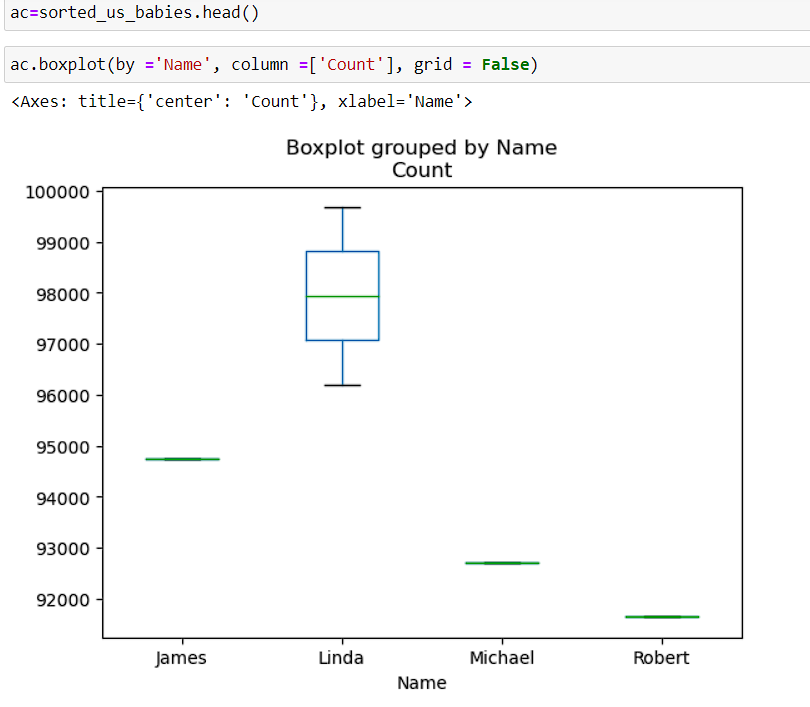 ac=sorted_us_babies.head()
ac.boxplot(by ='Name', column =['Count'], grid = False)
<Axes: title={'center': 'Count'}, xlabel='Name'>
Boxplot grouped by Name
Count
100000
99000
98000
97000
96000
95000
94000
93000
92000
James Linda Michael Robert
Name